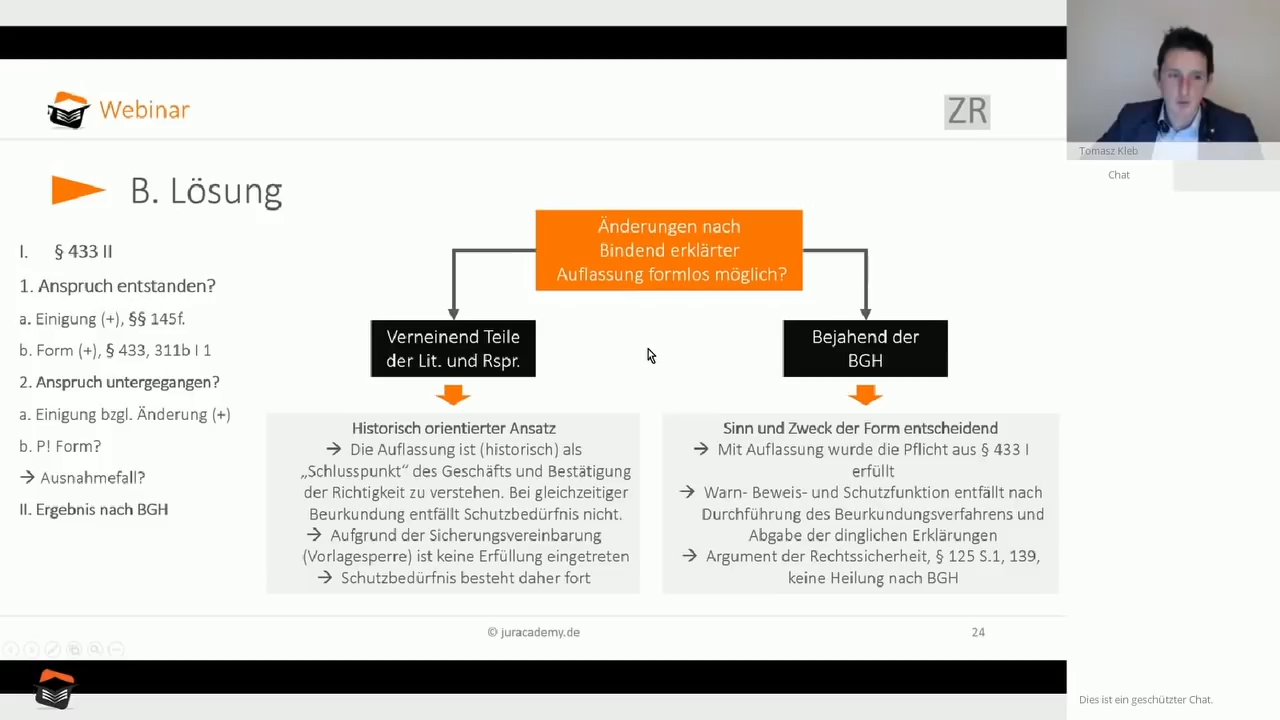 Webinar
ZR
Tomasz Kleb
Chat
B. Lösung
I. § 433 II
1. Anspruch entstanden?
a. Einigung (+), §§ 145f.
b. Form (+), § 433, 311b I 1
2. Anspruch untergegangen?
a. Einigung bzgl. Änderung (+)
b. P! Form?
→ Ausnahmefall?
II. Ergebnis nach BGH
Änderungen nach
Bindend erklärter
Auflassung formlos möglich?
Verneinend Teile
der Lit. und Rspr.
Historisch orientierter Ansatz
→ Die Auflassung ist (historisch) als
„Schlusspunkt“ des Geschäfts und Bestätigung
der Richtigkeit zu verstehen. Bei gleichzeitiger
Beurkundung entfällt Schutzbedürfnis nicht.
→ Aufgrund der Sicherungsvereinbarung
(Vorlagesperre) ist keine Erfüllung eingetreten
→ Schutzbedürfnis besteht daher fort
Bejahend der
BGH
Sinn und Zweck der Form entscheidend
→ Mit Auflassung wurde die Pflicht aus § 433 I
erfüllt
→ Warn- Beweis- und Schutzfunktion entfällt nach
Durchführung des Beurkundungsverfahrens und
Abgabe der dinglichen Erklärungen
→ Argument der Rechtssicherheit, § 125 S.1, 139,
keine Heilung nach BGH
© juracademy.de
24
Dies ist ein geschützter Chat.